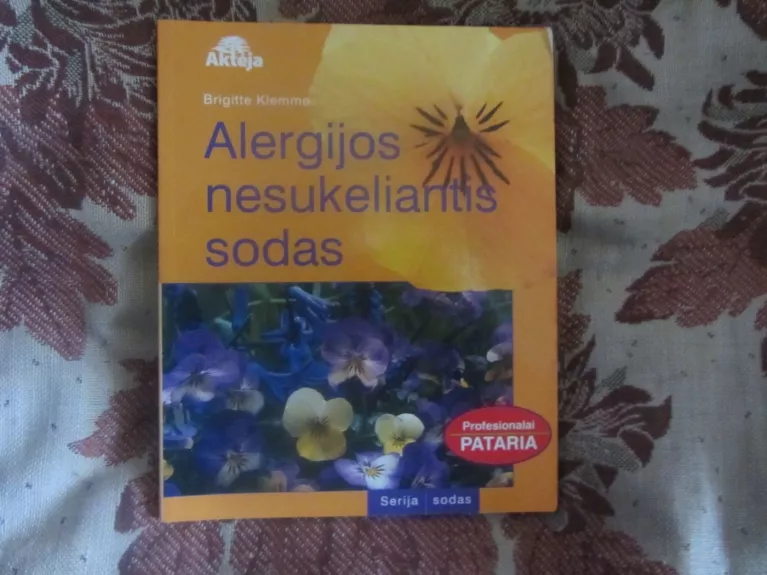 Aktėja
Brigitte Klemme
Alergijos
nesukeliantis
sodas
Profesionalai
PATARIA
Serija sodas